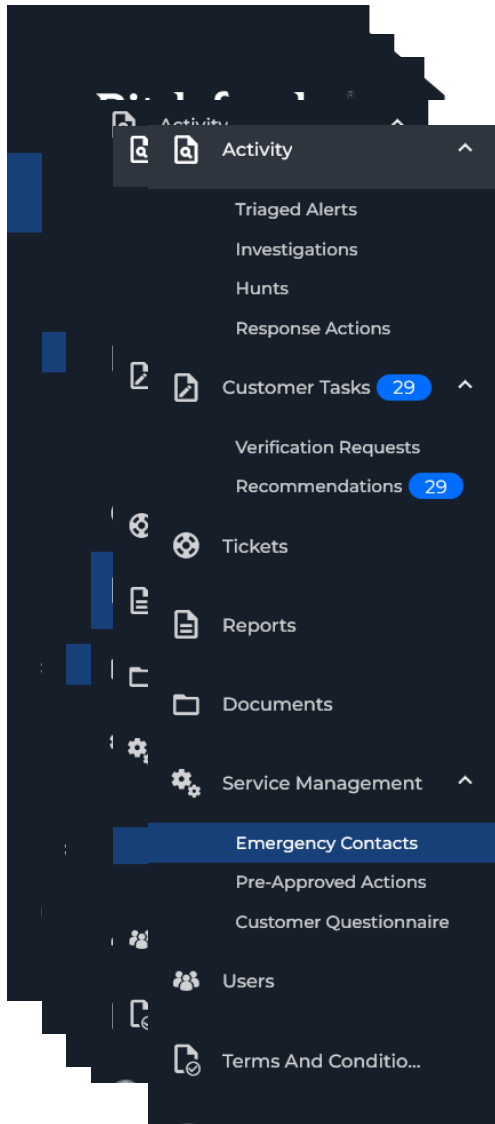 Activity
Activity
Triaged Alerts
Investigations
Hunts
Response Actions
Customer Tasks 29
Verification Requests
Recommendations 29
Tickets
Reports
Documents
Service Management
Emergency Contacts
Pre-Approved Actions
Customer Questionnaire
Users
Terms And Conditio...